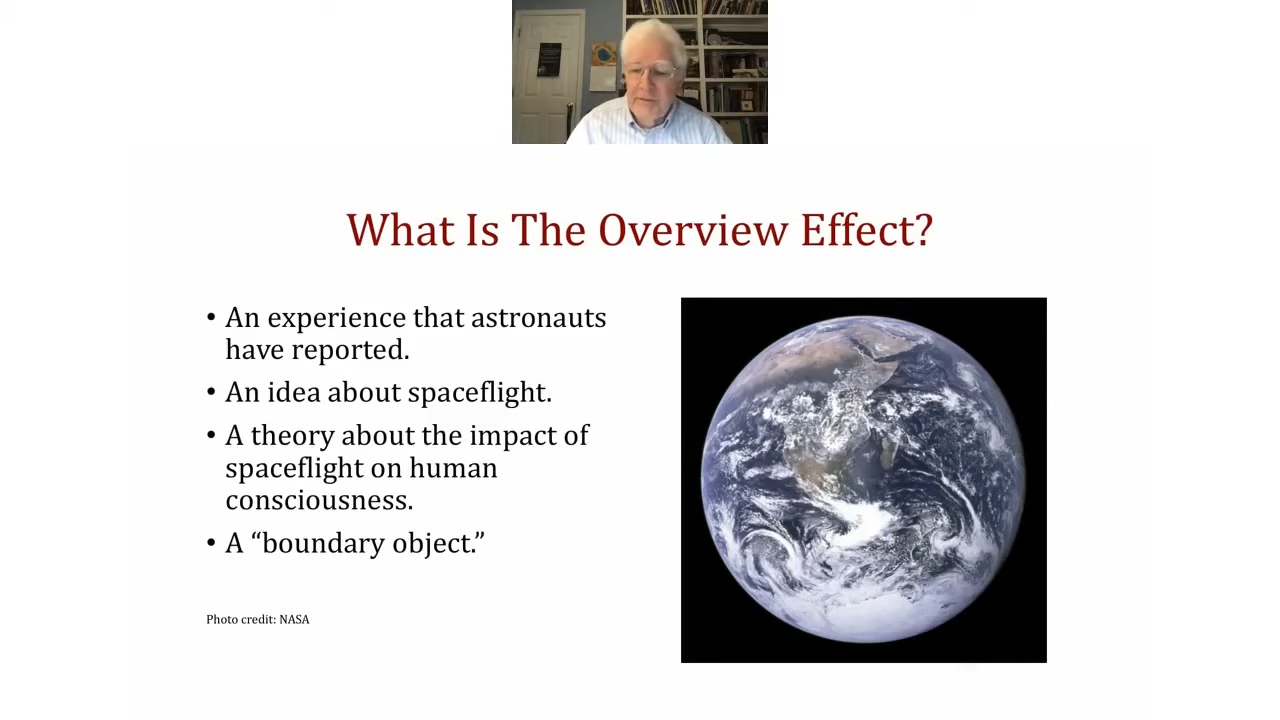 What Is The Overview Effect?
• An experience that astronauts
have reported.
• An idea about spaceflight.
• A theory about the impact of
spaceflight on human
consciousness.
• A “boundary object.”
Photo credit: NASA